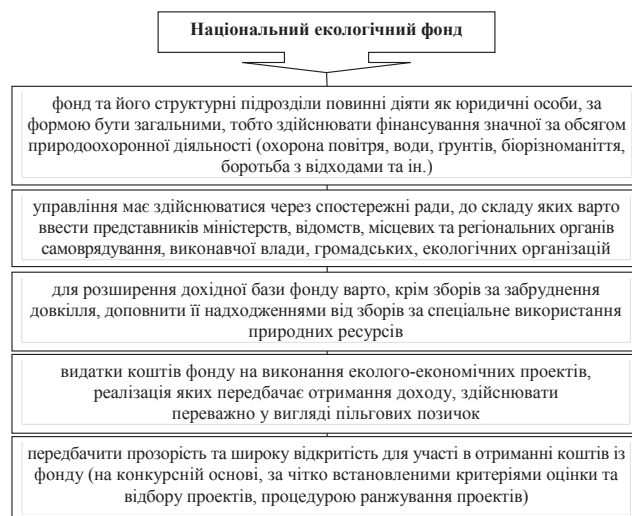 Національний екологічний фонд
фонд та його структурні підрозділи повинні діяти як юридичні особи, за
формою бути загальними, тобто здійснювати фінансування значної за обсягом
природоохоронної діяльності (охорона повітря, води, ґрунтів, біорізноманіття,
боротьба з відходами та ін.)
управління має здійснюватися через спостережні ради, до складу яких варто
ввести представників міністерств, відомств, місцевих та регіональних органів
самоврядування, виконавчої влади, громадських, екологічних організацій
для розширення дохідної бази фонду варто, крім зборів за забруднення
довкілля, доповнити її надходженнями від зборів за спеціальне використання
природних ресурсів
видатки коштів фонду на виконання еколого-економічних проектів,
реалізація яких передбачає отримання доходу, здійснювати
переважно у вигляді пільгових позичок
передбачити прозорість та широку відкритість для участі в отриманні коштів із
фонду (на конкурсній основі, за чітко встановленими критеріями оцінки та
відбору проектів, процедурою ранжування проектів)